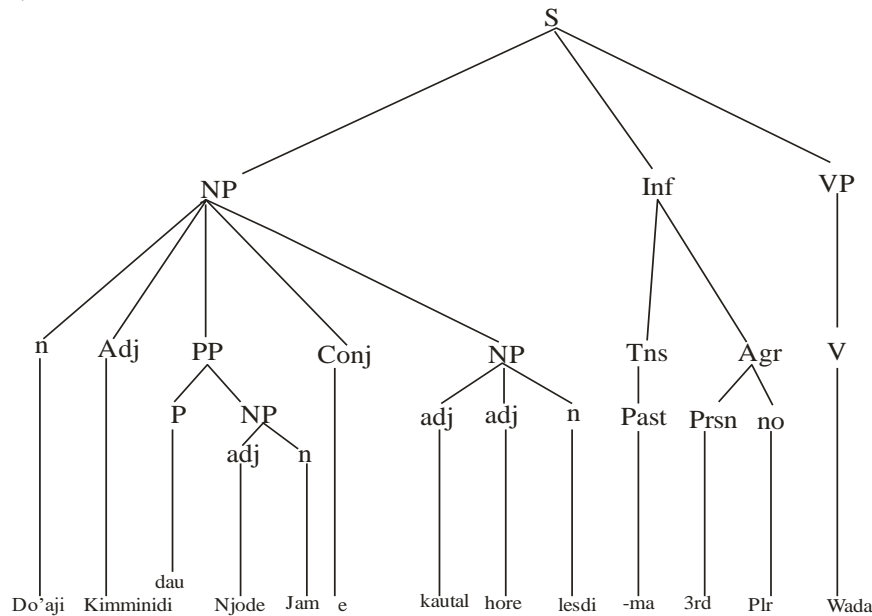 S
NP Inf VP
n Adj PP Conj NP Tns Agr V
P NP adj adj n Past Prsn no
adj n
dau
Do'aji Kimminidi Njode Jam e kautal hore lesdi -ma 3rd Plr Wada